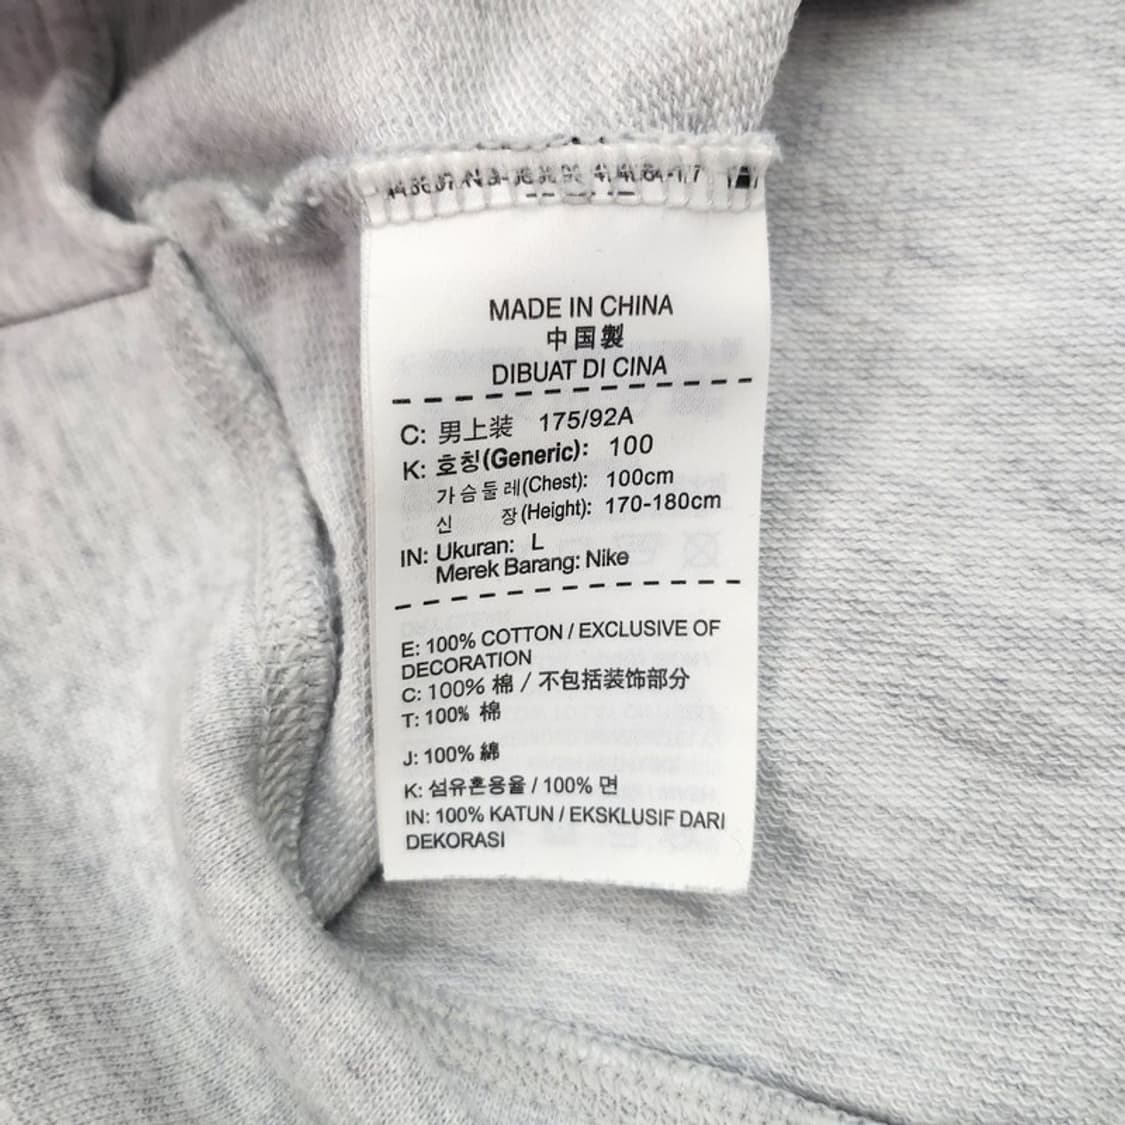 MADE IN CHINA
中国製
DIBUAT DI CINA
C: 男上装 175/92A
K: 호칭(Generic): 100
가슴둘레(Chest): 100cm
신 장(Height): 170-180cm
IN: Ukuran: L
Merek Barang: Nike
E: 100% COTTON / EXCLUSIVE OF
DECORATION
C: 100% 棉 / 不包括装饰部分
T: 100% 棉
J: 100% 綿
K: 섬유혼용율 / 100% 면
IN: 100% KATUN / EKSKLUSIF DARI
DEKORASI